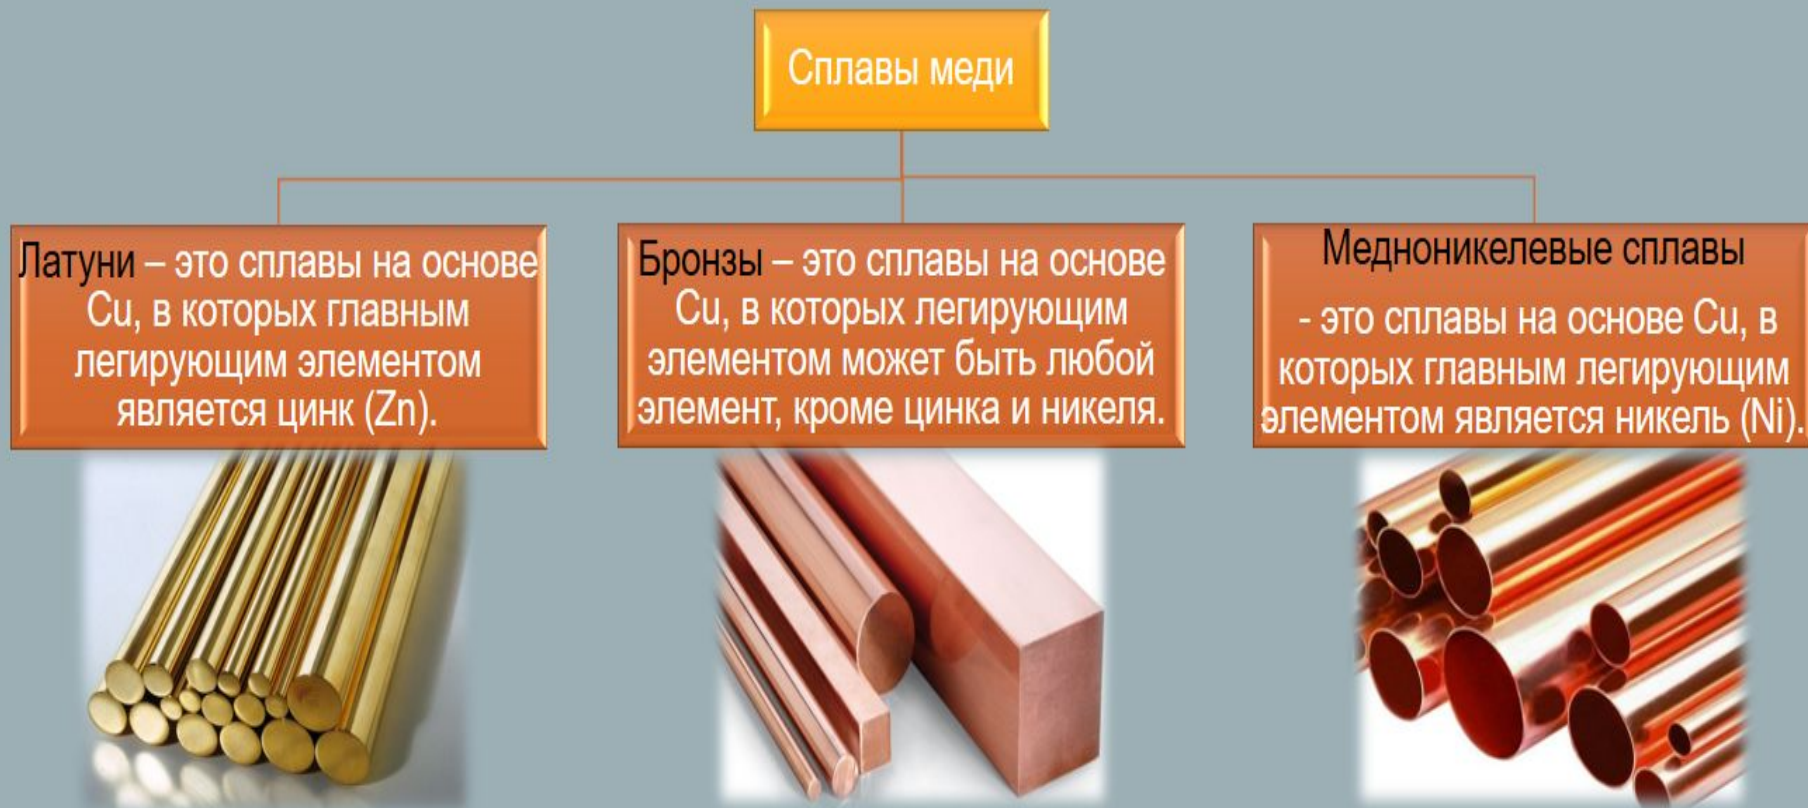 Сплавы меди
Латуни – это сплавы на основе
Cu, в которых главным
легирующим элементом
является цинк (Zn).
Бронзы – это сплавы на основе
Cu, в которых легирующим
элементом может быть любой
элемент, кроме цинка и никеля.
Медноникелевые сплавы
- это сплавы на основе Cu, в
которых главным легирующим
элементом является никель (Ni).